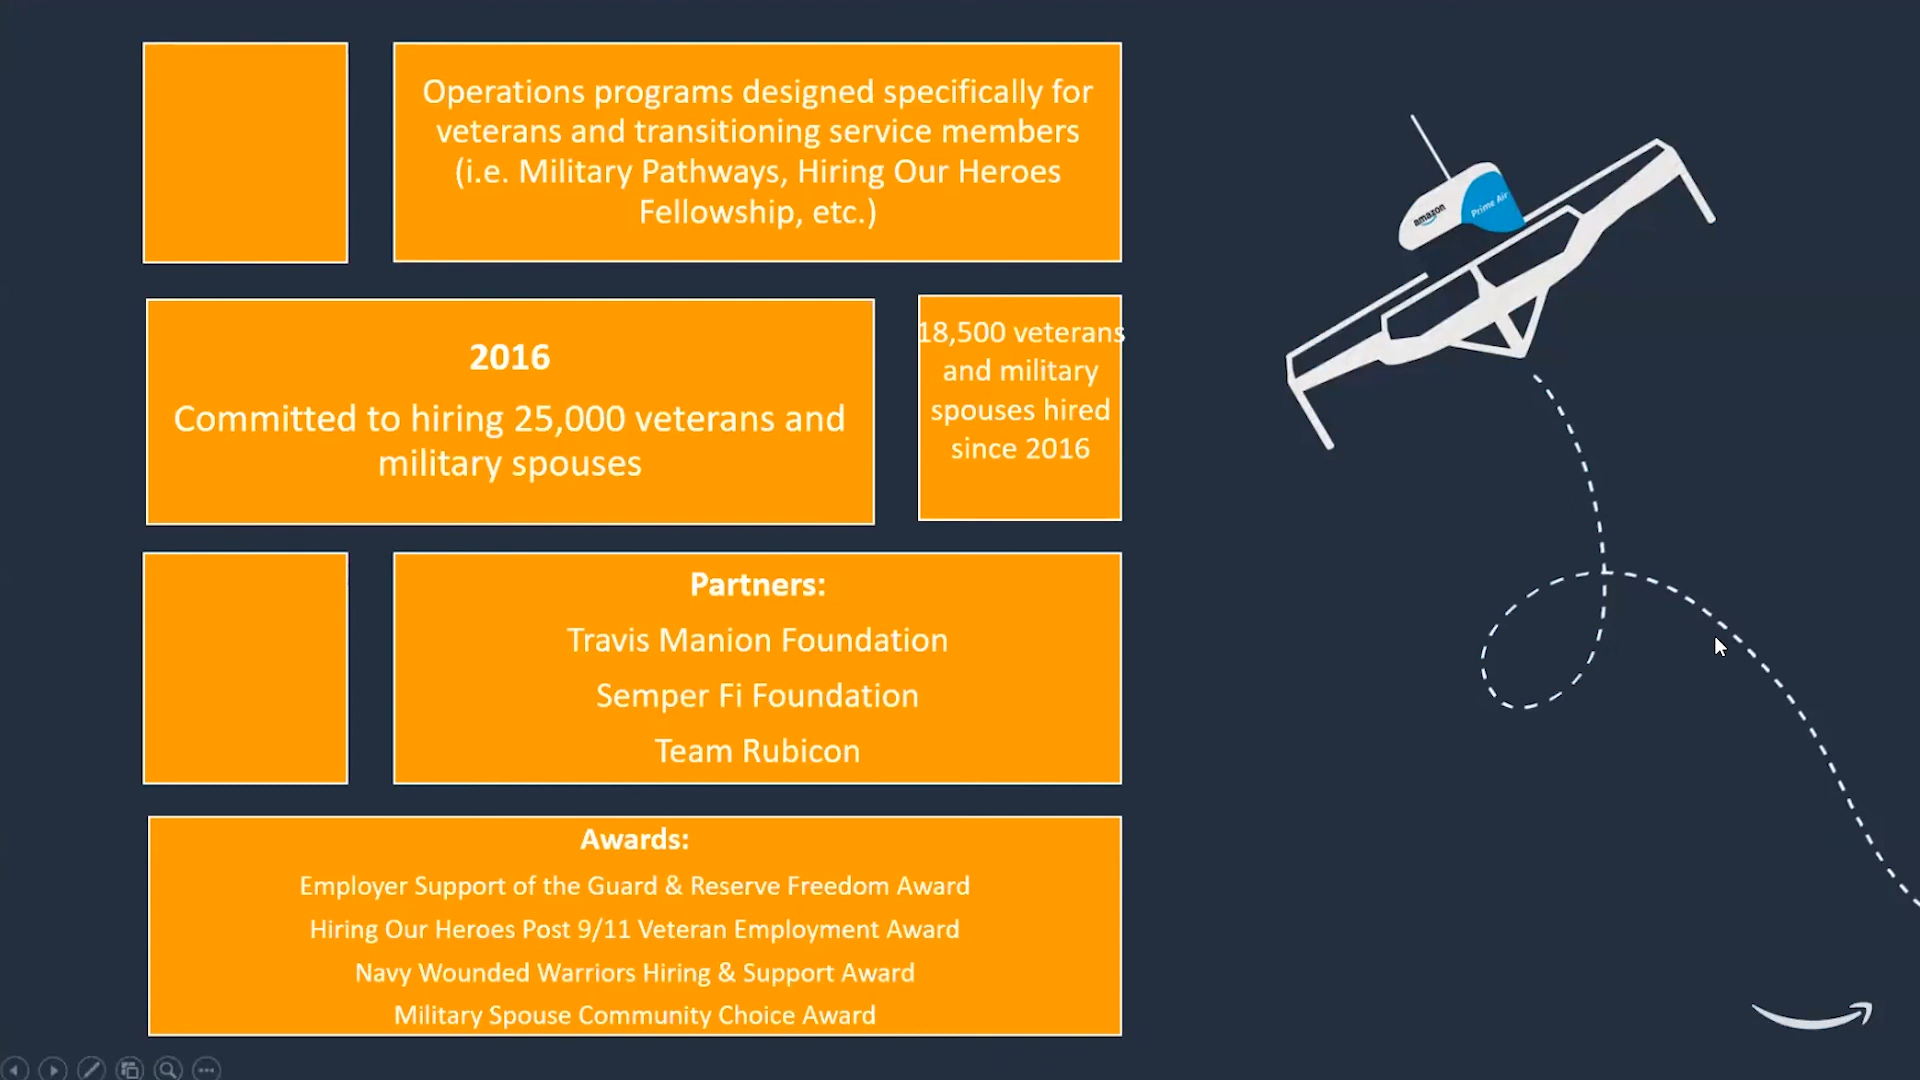 Operations programs designed specifically for
veterans and transitioning service members
(i.e. Military Pathways, Hiring Our Heroes
Fellowship, etc.)
amazon
Prime Air
2016
Committed to hiring 25,000 veterans and
military spouses
18,500 veterans
and military
spouses hired
since 2016
Partners:
Travis Manion Foundation
Semper Fi Foundation
Team Rubicon
Awards:
Employer Support of the Guard & Reserve Freedom Award
Hiring Our Heroes Post 9/11 Veteran Employment Award
Navy Wounded Warriors Hiring & Support Award
Military Spouse Community Choice Award